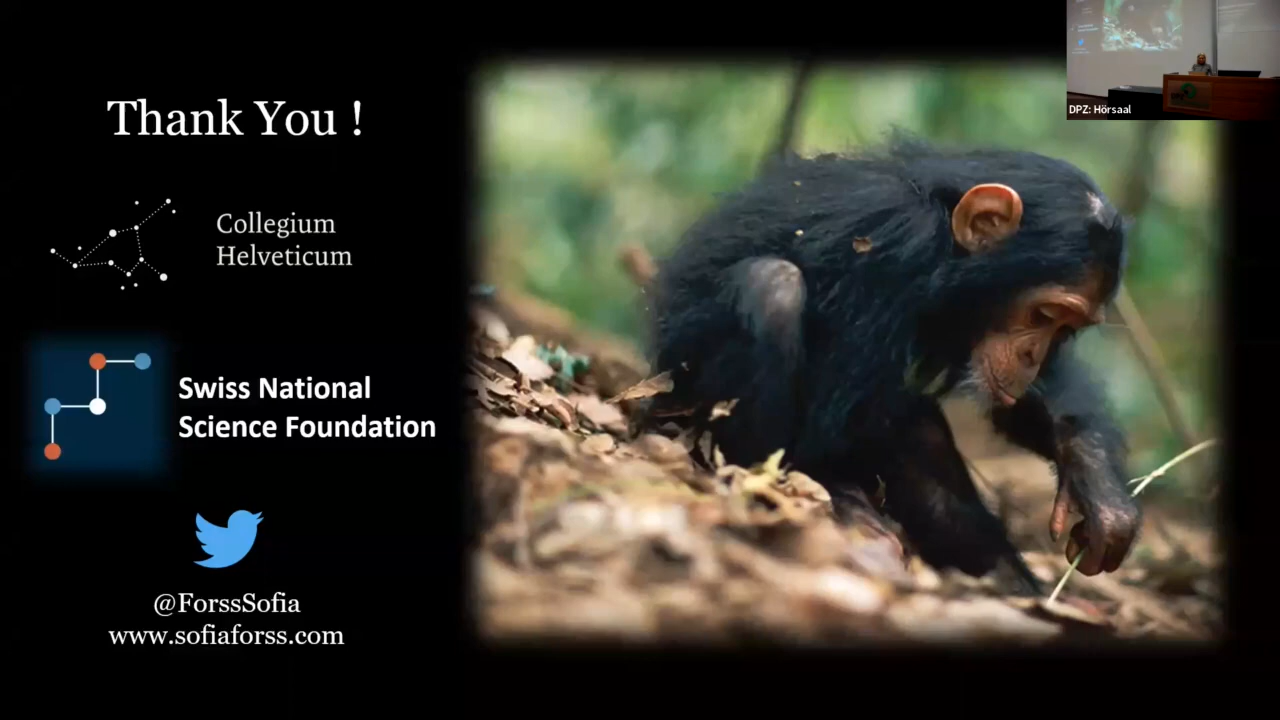 Thank You !
Collegium
Helveticum
Swiss National
Science Foundation
@ForssSofia
www.sofiaforss.com
DPZ: Hörsaal